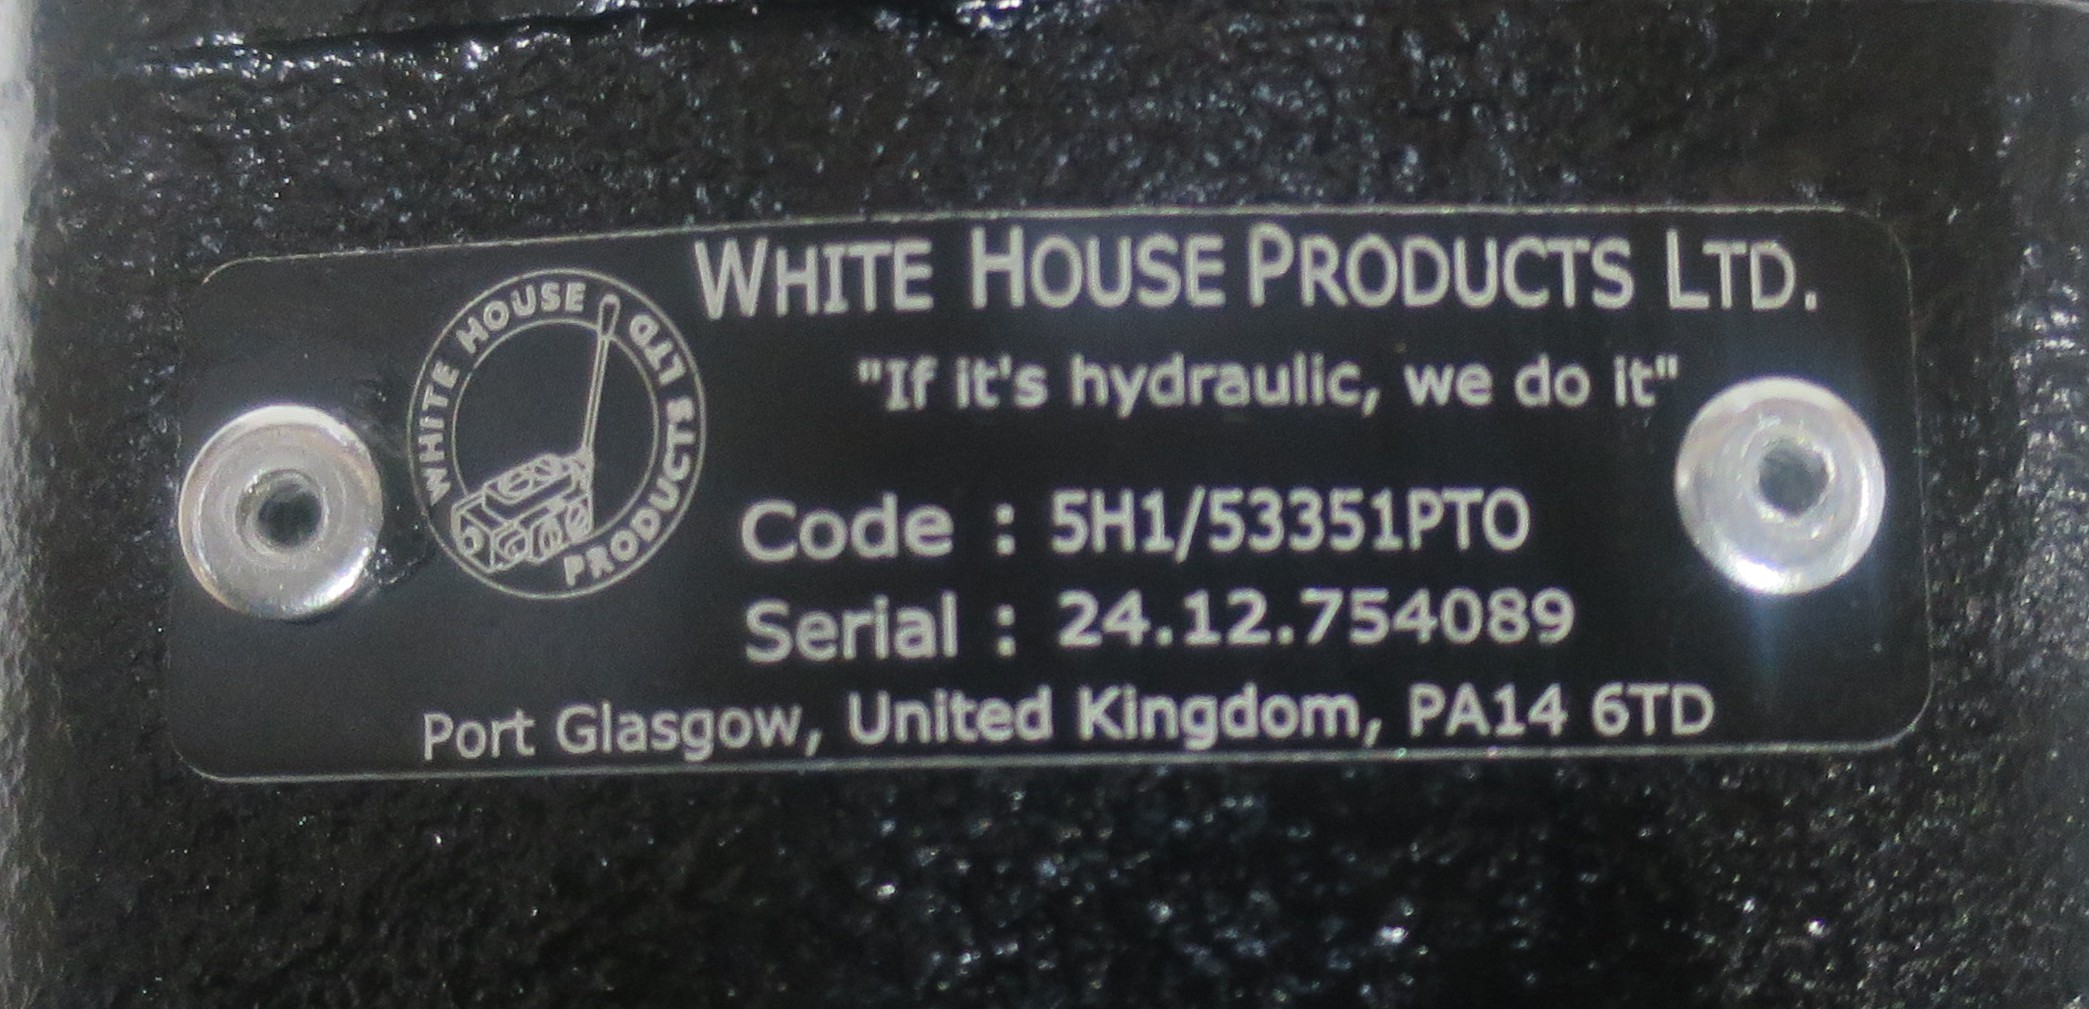 WHITE HOUSE PRODUCTS LTD.
"If it's hydraulic, we do it"
WHITE HOUSE
PRODUCTS LTD
Code : 5H1/53351PTO
Serial : 24.12.754089
Port Glasgow, United Kingdom, PA14 6TD